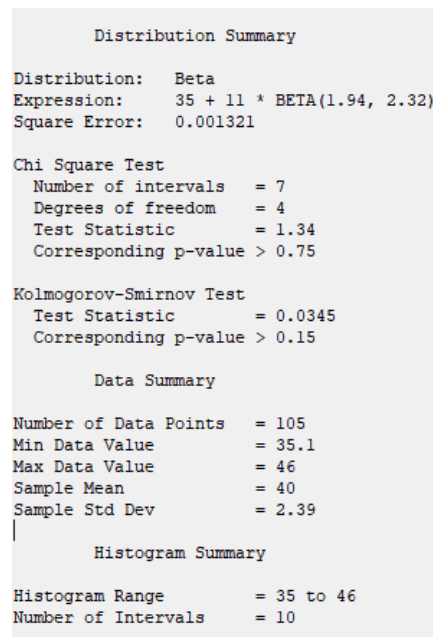 Distribution Summary
Distribution: Beta
Expression: 35 + 11 * BETA(1.94, 2.32)
Square Error: 0.001321
Chi Square Test
Number of intervals = 7
Degrees of freedom = 4
Test Statistic = 1.34
Corresponding p-value > 0.75
Kolmogorov-Smirnov Test
Test Statistic = 0.0345
Corresponding p-value > 0.15
Data Summary
Number of Data Points = 105
Min Data Value = 35.1
Max Data Value = 46
Sample Mean = 40
Sample Std Dev = 2.39
Histogram Summary
Histogram Range = 35 to 46
Number of Intervals = 10